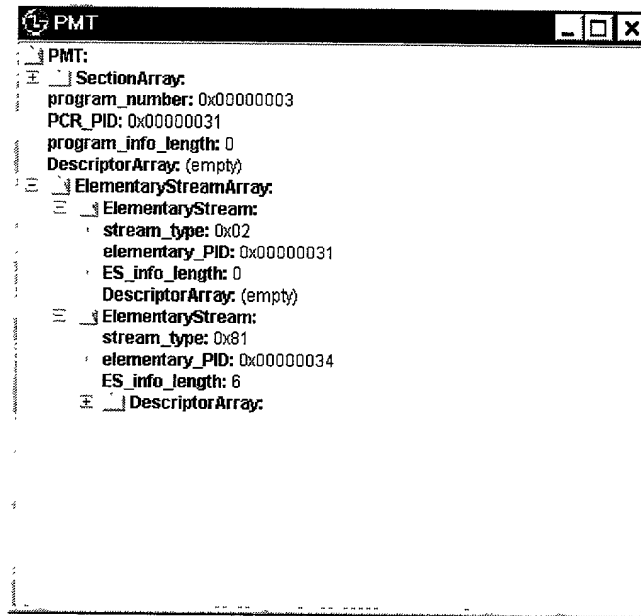 PMT
PMT:
SectionArray:
program_number: 0x00000003
PCR_PID: 0x00000031
program_info_length: 0
DescriptorArray: (empty)
ElementaryStreamArray:
ElementaryStream:
stream_type: 0x02
elementary_PID: 0x00000031
ES_info_length: 0
DescriptorArray: (empty)
ElementaryStream:
stream_type: 0x81
elementary_PID: 0x00000034
ES_info_length: 6
DescriptorArray: